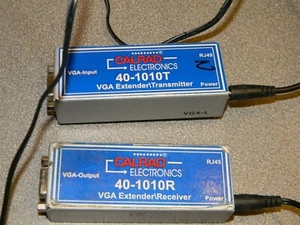 CALRAD
ELECTRONICS
RJ45
VGA-Input
40-1010T
VGA Extender\Transmitter
Power
VGA-1
CALRAD
ELECTRONICS
RJ45
VGA-Output
40-1010R
VGA Extender\Receiver
Power